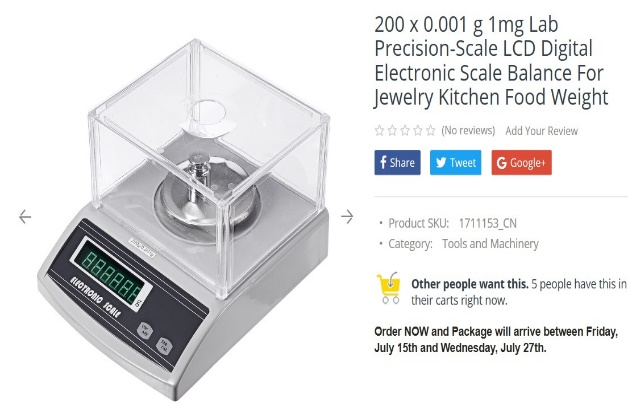 200 x 0.001 g 1mg Lab
Precision-Scale LCD Digital
Electronic Scale Balance For
Jewelry Kitchen Food Weight
(No reviews) Add Your Review
Share Tweet Google+
• Product SKU: 1711153_CN
• Category: Tools and Machinery
Other people want this. 5 people have this in
their carts right now.
Order NOW and Package will arrive between Friday,
July 15th and Wednesday, July 27th.
ELECTRONIC SCALE